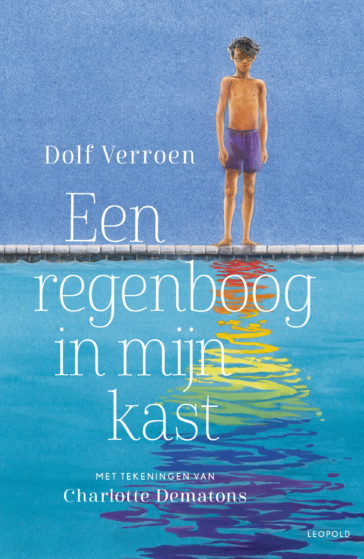 Dolf Verroen
Een
regenboog
in mijn
kast
MET TEKENINGEN VAN
Charlotte Dematons
LEOPOLD